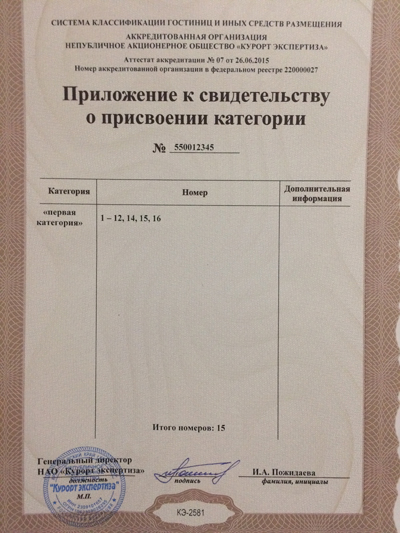 СИСТЕМА КЛАССИФИКАЦИИ ГОСТИНИЦ И ИНЫХ СРЕДСТВ РАЗМЕЩЕНИЯ
АККРЕДИТОВАННАЯ ОРГАНИЗАЦИЯ
НЕПУБЛИЧНОЕ АКЦИОНЕРНОЕ ОБЩЕСТВО «КУРОРТ ЭКСПЕРТИЗА»
Аттестат аккредитации № 07 от 26.06.2015
Номер аккредитованной организации в федеральном реестре 220000027
Приложение к свидетельству
о присвоении категории
№ 550012345
Категория Номер Дополнительная информация
«первая категория» 1 – 12, 14, 15, 16
Итого номеров: 15
Генеральный директор
НАО «Курорт экспертиза» И.А. Пожидаева
должность подпись фамилия, инициалы
"Курорт экспертиза"
М.П.
КЭ-2581